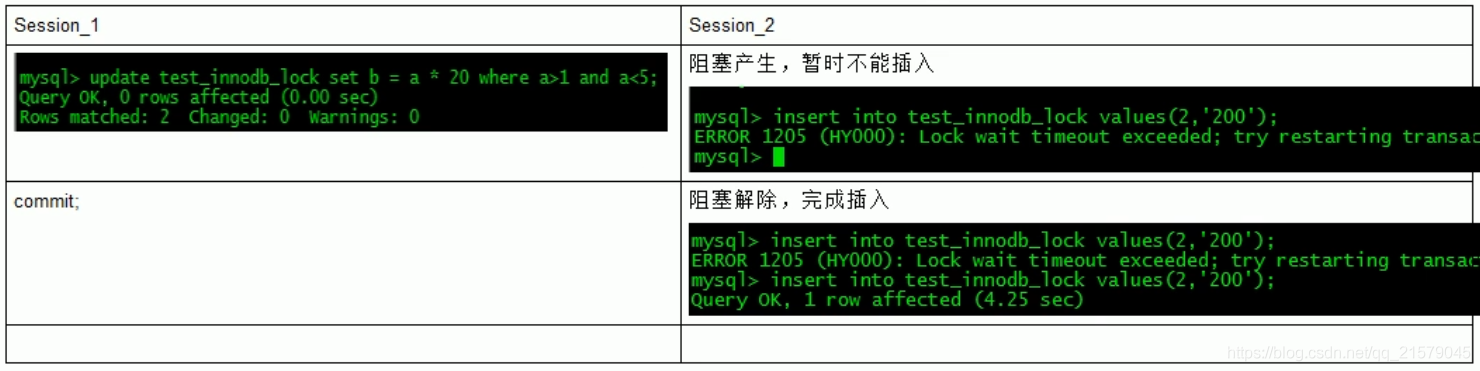 Session_1
Session_2
mysql> update test_innodb_lock set b = a * 20 where a>1 and a<5;
Query OK, 0 rows affected (0.00 sec)
Rows matched: 2  Changed: 0  Warnings: 0
阻塞产生，暂时不能插入
mysql> insert into test_innodb_lock values(2,'200');
ERROR 1205 (HY000): Lock wait timeout exceeded; try restarting transac
mysql>
commit;
阻塞解除，完成插入
mysql> insert into test_innodb_lock values(2,'200');
ERROR 1205 (HY000): Lock wait timeout exceeded; try restarting transac
mysql> insert into test_innodb_lock values(2,'200');
Query OK, 1 row affected (4.25 sec)
https://blog.csdn.net/qq_21579045